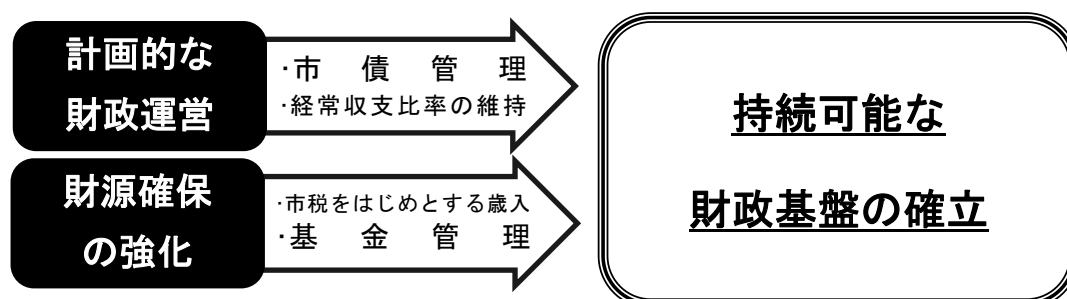 計画的な
財政運営
・市債管理
・経常収支比率の維持
財源確保
の強化
・市税をはじめとする歳入
・基金管理
持続可能な
財政基盤の確立